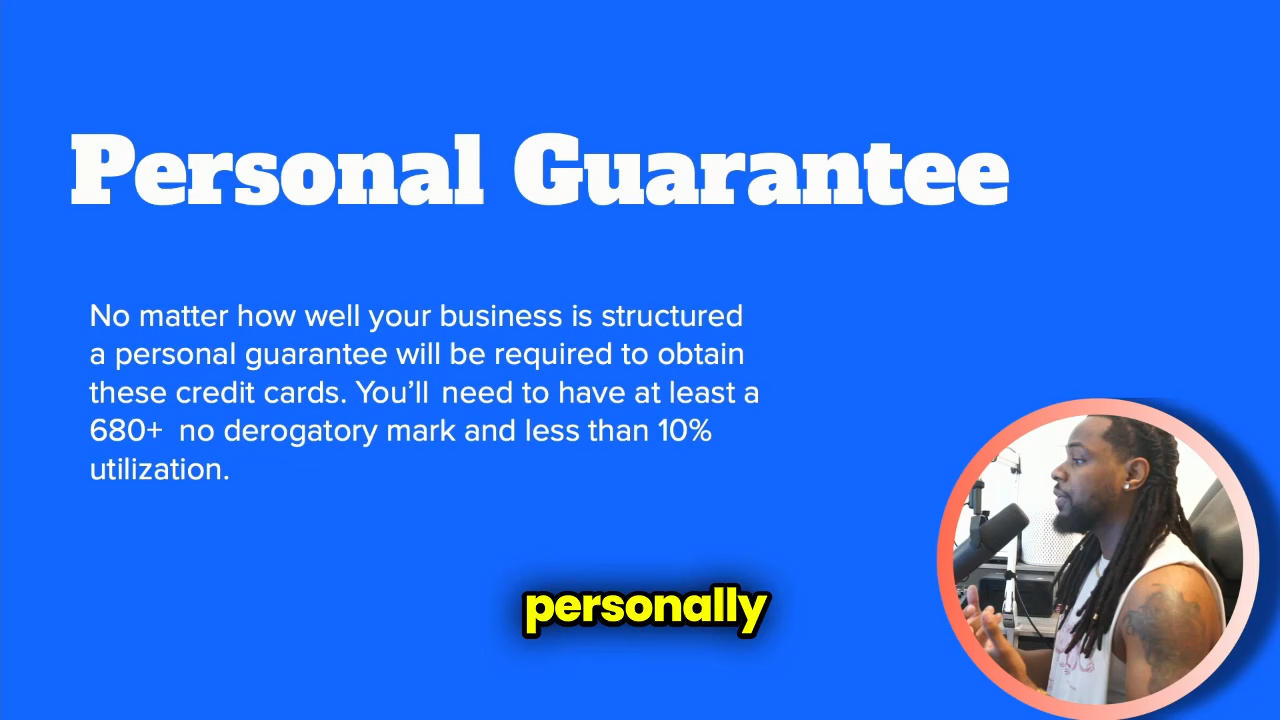 Personal Guarantee
No matter how well your business is structured
a personal guarantee will be required to obtain
these credit cards. You’ll need to have at least a
680+ no derogatory mark and less than 10%
utilization.
personally